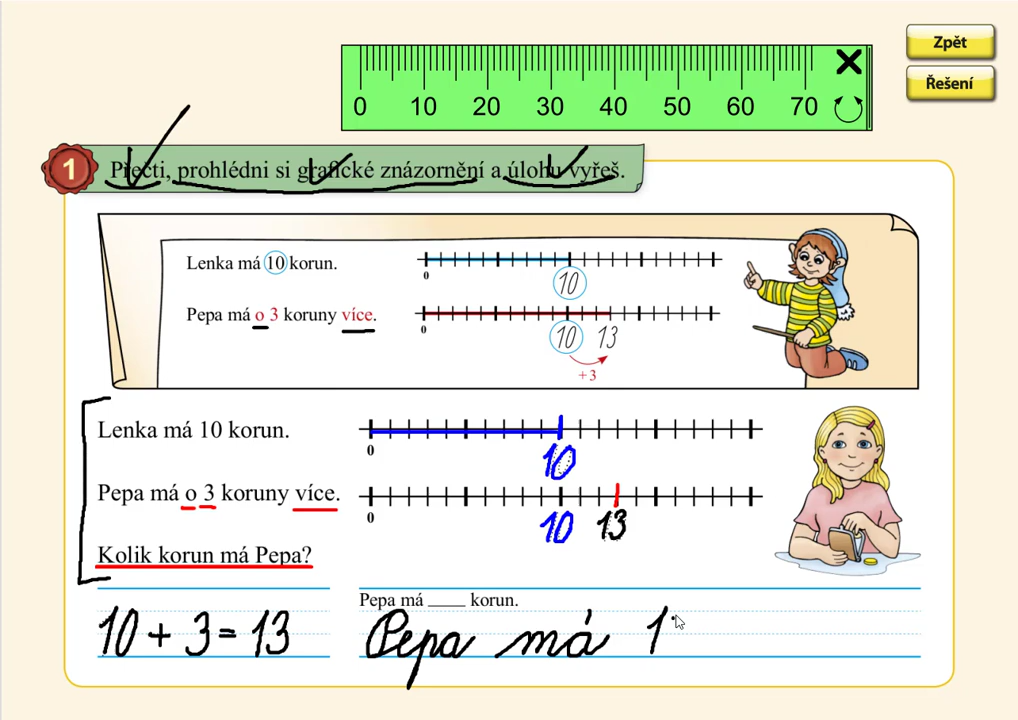 Zpět
Řešení
0 10 20 30 40 50 60 70
1 Přečti, prohlédni si grafické znázornění a úlohu vyřeš.
Lenka má 10 korun.
0
10
Pepa má o 3 koruny více.
0
10 13
+3
Lenka má 10 korun.
0
10
Pepa má o 3 koruny více.
0
10 13
Kolik korun má Pepa?
Pepa má ____ korun.
10 + 3 = 13
Pepa má 1